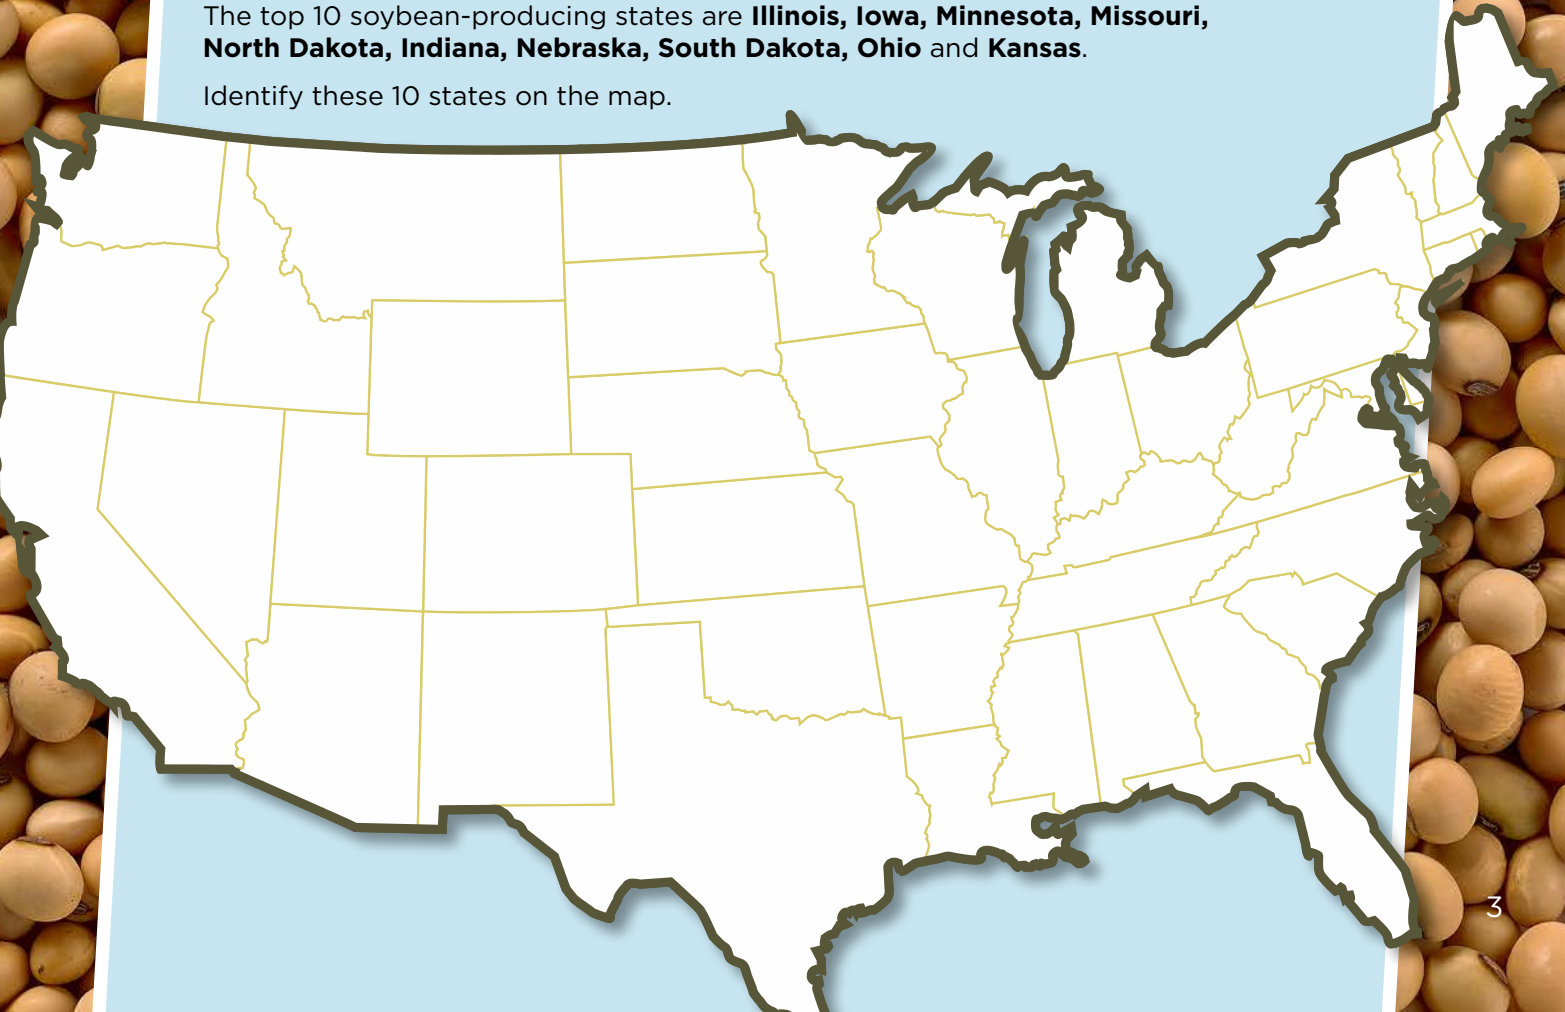 The top 10 soybean-producing states are Illinois, Iowa, Minnesota, Missouri,
North Dakota, Indiana, Nebraska, South Dakota, Ohio and Kansas.
Identify these 10 states on the map.
3